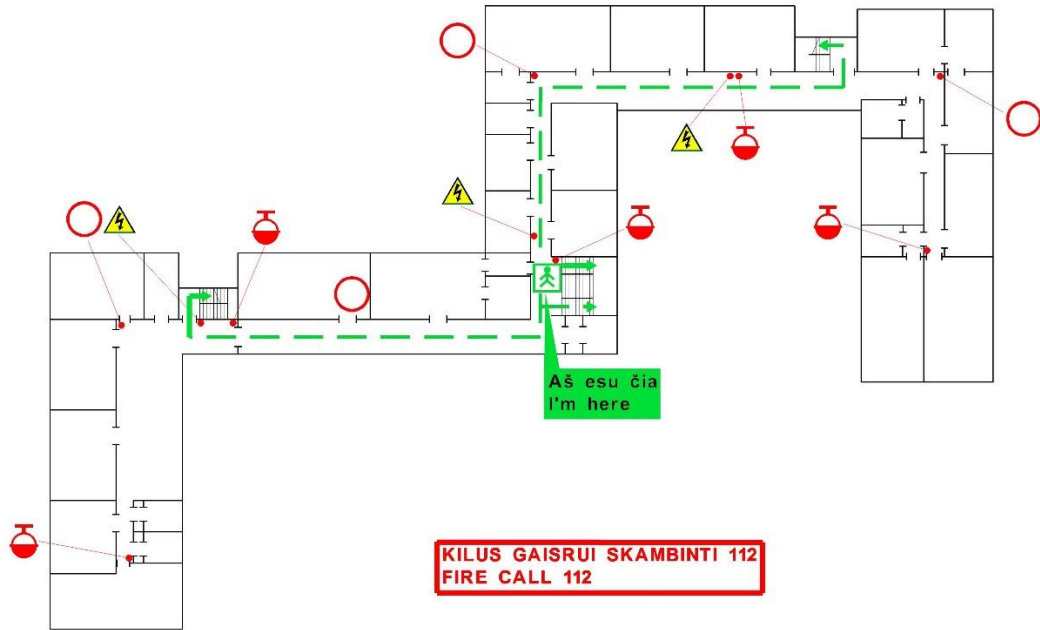 Aš esu čia
I'm here
KILUS GAISRUI SKAMBINTI 112
FIRE CALL 112